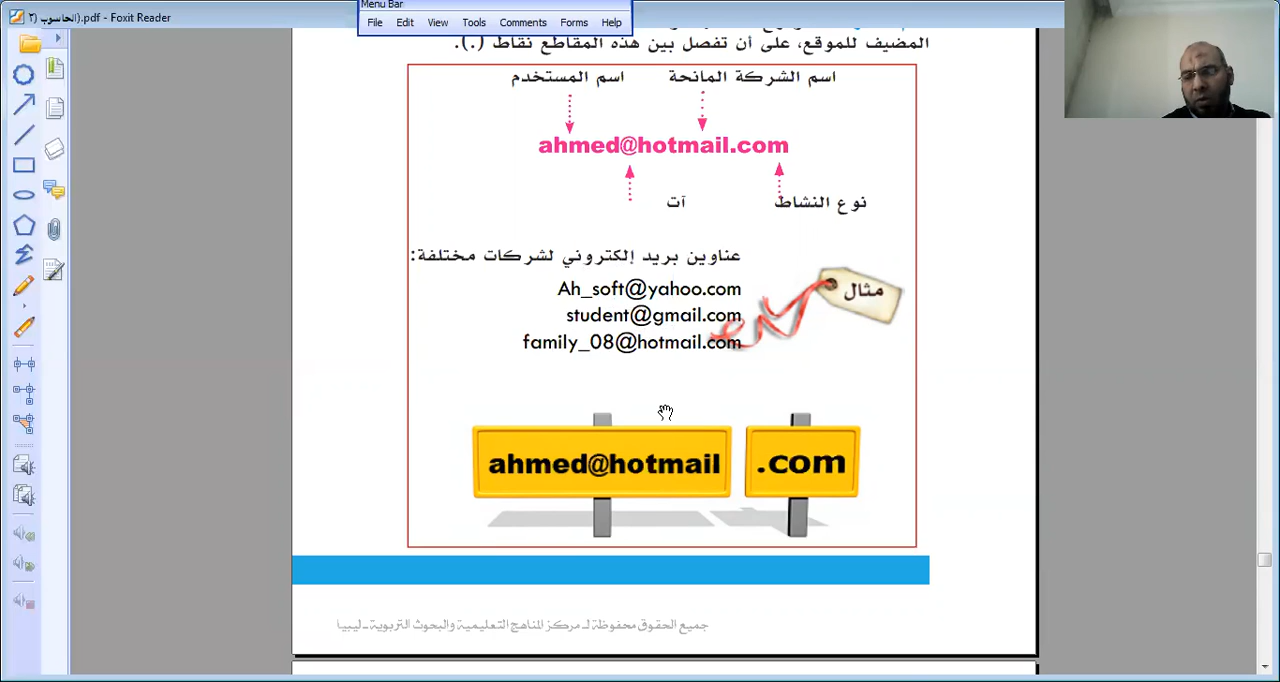 الحاسوب (٢).pdf - Foxit Reader
Menu Bar
File Edit View Tools Comments Forms Help
المضيف للموقع، على أن تفصل بين هذه المقاطع نقاط (.).
اسم الشركة المانحة اسم المستخدم
ahmed@hotmail.com
نوع النشاط آت
عناوين بريد إلكتروني لشركات مختلفة:
مثال
Ah_soft@yahoo.com
student@gmail.com
family_08@hotmail.com
ahmed@hotmail .com
جميع الحقوق محفوظة لـ مركز المناهج التعليمية والبحوث التربوية ـ ليبيا